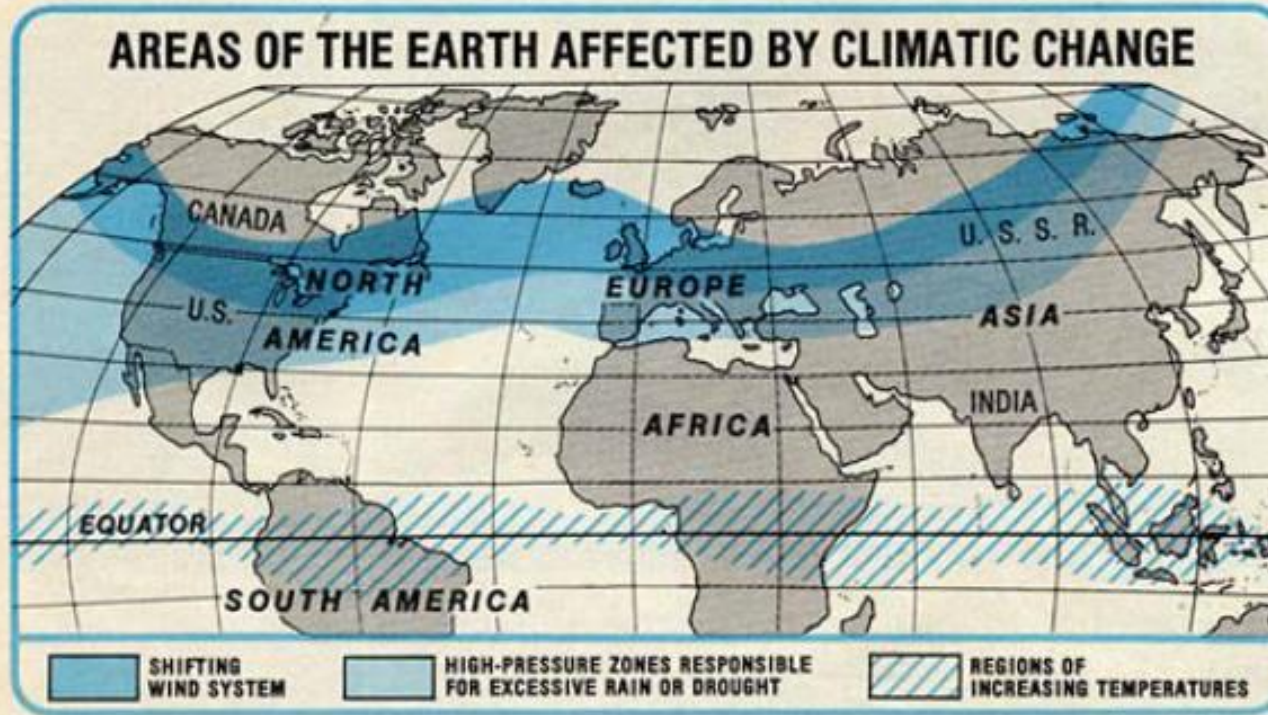 AREAS OF THE EARTH AFFECTED BY CLIMATIC CHANGE
CANADA
U. S. S. R.
NORTH
EUROPE
U.S.
ASIA
AMERICA
INDIA
AFRICA
EQUATOR
SOUTH AMERICA
SHIFTING
WIND SYSTEM
HIGH-PRESSURE ZONES RESPONSIBLE
FOR EXCESSIVE RAIN OR DROUGHT
REGIONS OF
INCREASING TEMPERATURES